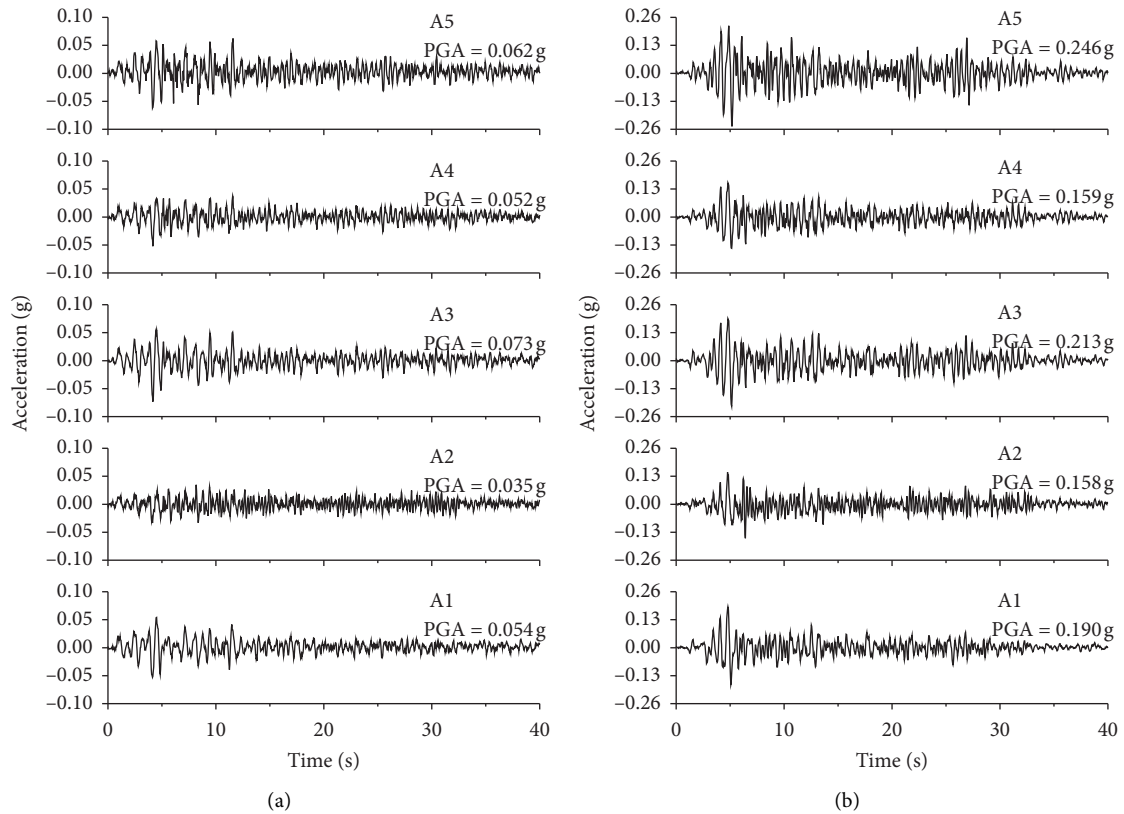 Acceleration (g)
0.10
0.05
0.00
–0.05
–0.10
A5
PGA = 0.062 g
0.10
0.05
0.00
–0.05
–0.10
A4
PGA = 0.052 g
0.10
0.05
0.00
–0.05
–0.10
A3
PGA = 0.073 g
0.10
0.05
0.00
–0.05
–0.10
A2
PGA = 0.035 g
0.10
0.05
0.00
–0.05
–0.10
A1
PGA = 0.054 g
0 10 20 30 40
Time (s)
(a)
Acceleration (g)
0.26
0.13
0.00
–0.13
–0.26
A5
PGA = 0.246 g
0.26
0.13
0.00
–0.13
–0.26
A4
PGA = 0.159 g
0.26
0.13
0.00
–0.13
–0.26
A3
PGA = 0.213 g
0.26
0.13
0.00
–0.13
–0.26
A2
PGA = 0.158 g
0.26
0.13
0.00
–0.13
–0.26
A1
PGA = 0.190 g
0 10 20 30 40
Time (s)
(b)